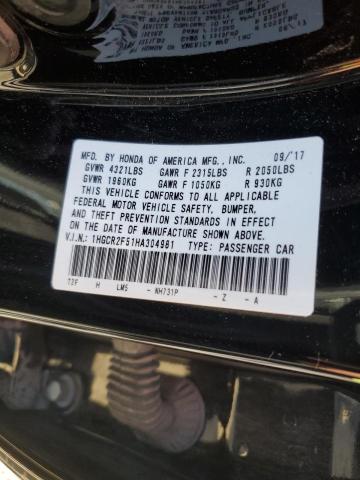 MFD. BY HONDA OF AMERICA MFG., INC. 09/'17
GVWR 4321LBS GAWR F 2315LBS R 2050LBS
GVWR 1960KG GAWR F 1050KG R 930KG
THIS VEHICLE CONFORMS TO ALL APPLICABLE
FEDERAL MOTOR VEHICLE SAFETY, BUMPER,
AND THEFT PREVENTION STANDARDS IN EFFECT
ON THE DATE OF MANUFACTURE SHOWN ABOVE.
V.I.N.: 1HGCR2F51HA304981 TYPE: PASSENGER CAR
T2F H LM5 - NH731P - Z - A